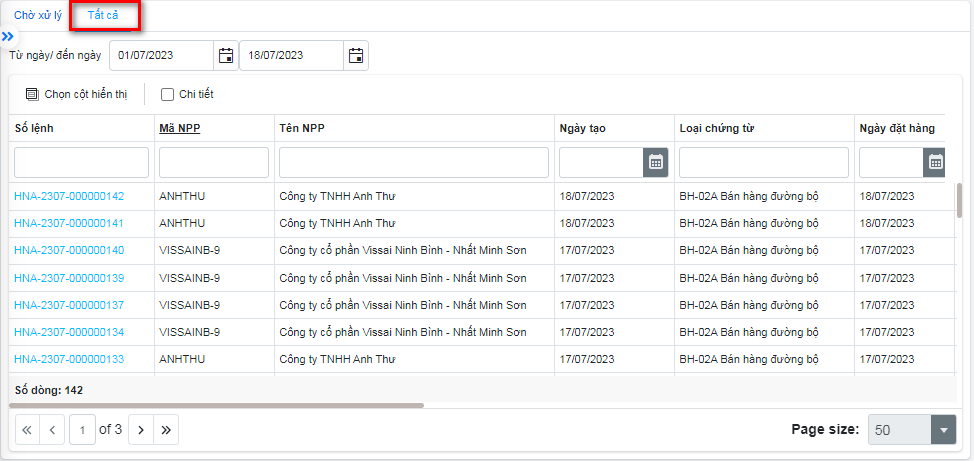 Chờ xử lý Tất cả
Từ ngày/ đến ngày 01/07/2023 18/07/2023
Chọn cột hiển thị Chi tiết
Số lệnh Mã NPP Tên NPP Ngày tạo Loại chứng từ Ngày đặt hàng
HNA-2307-000000142 ANHTHU Công ty TNHH Anh Thư 18/07/2023 BH-02A Bán hàng đường bộ 18/07/2023
HNA-2307-000000141 ANHTHU Công ty TNHH Anh Thư 18/07/2023 BH-02A Bán hàng đường bộ 18/07/2023
HNA-2307-000000140 VISSAINB-9 Công ty cổ phần Vissai Ninh Bình - Nhất Minh Sơn 17/07/2023 BH-02A Bán hàng đường bộ 17/07/2023
HNA-2307-000000139 VISSAINB-9 Công ty cổ phần Vissai Ninh Bình - Nhất Minh Sơn 17/07/2023 BH-02A Bán hàng đường bộ 17/07/2023
HNA-2307-000000137 VISSAINB-9 Công ty cổ phần Vissai Ninh Bình - Nhất Minh Sơn 17/07/2023 BH-02A Bán hàng đường bộ 17/07/2023
HNA-2307-000000134 VISSAINB-9 Công ty cổ phần Vissai Ninh Bình - Nhất Minh Sơn 17/07/2023 BH-02A Bán hàng đường bộ 17/07/2023
HNA-2307-000000133 ANHTHU Công ty TNHH Anh Thư 17/07/2023 BH-02A Bán hàng đường bộ 17/07/2023
Số dòng: 142
1 of 3 Page size: 50